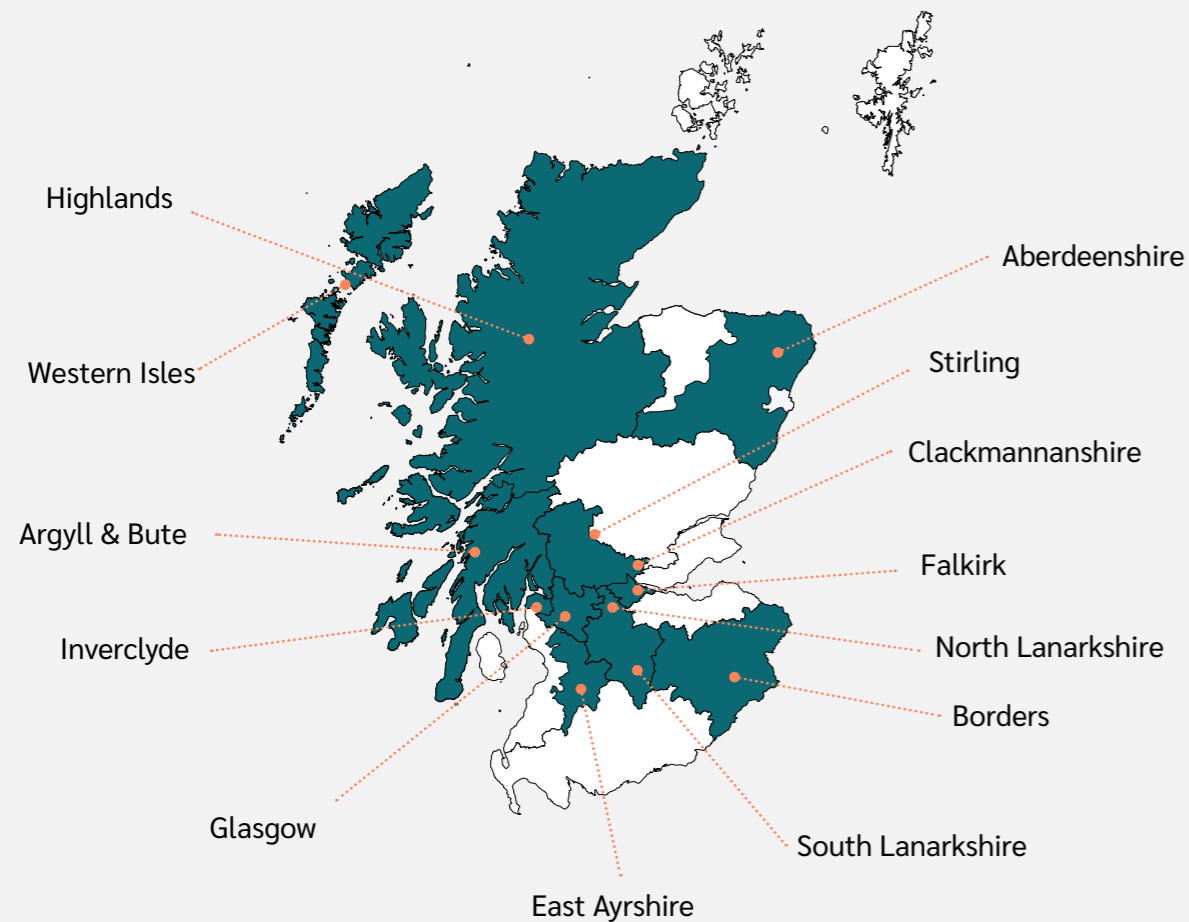 Highlands
Aberdeenshire
Stirling
Western Isles
Clackmannanshire
Argyll & Bute
Falkirk
Inverclyde
North Lanarkshire
Borders
Glasgow
South Lanarkshire
East Ayrshire